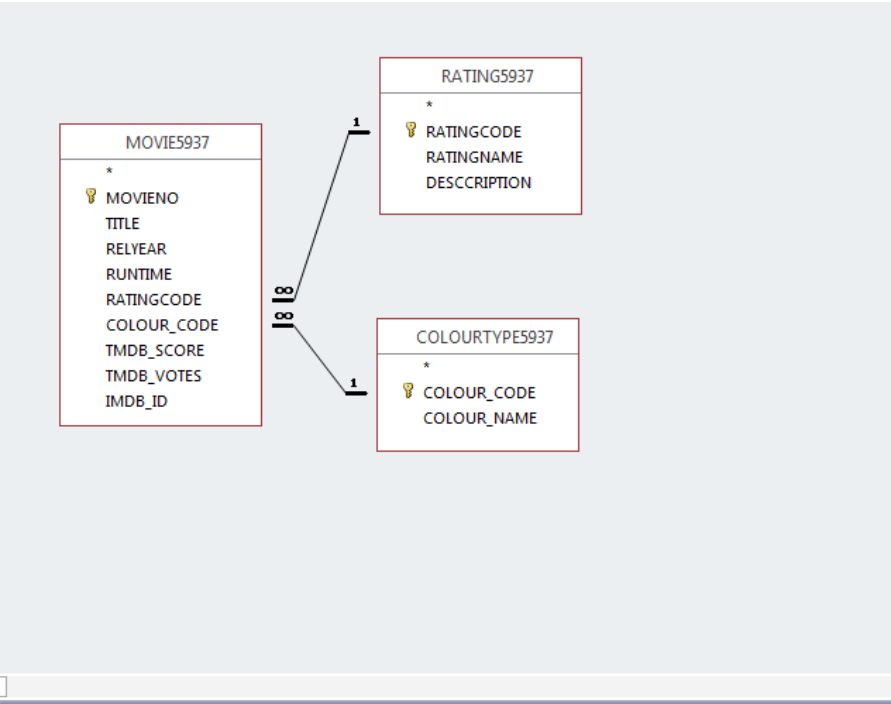 MOVIE5937
*
MOVIENO
TITLE
RELYEAR
RUNTIME
RATINGCODE
COLOUR_CODE
TMDB_SCORE
TMDB_VOTES
IMDB_ID
∞
∞
1
1
RATING5937
*
RATINGCODE
RATINGNAME
DESCCRIPTION
COLOURTYPE5937
*
COLOUR_CODE
COLOUR_NAME